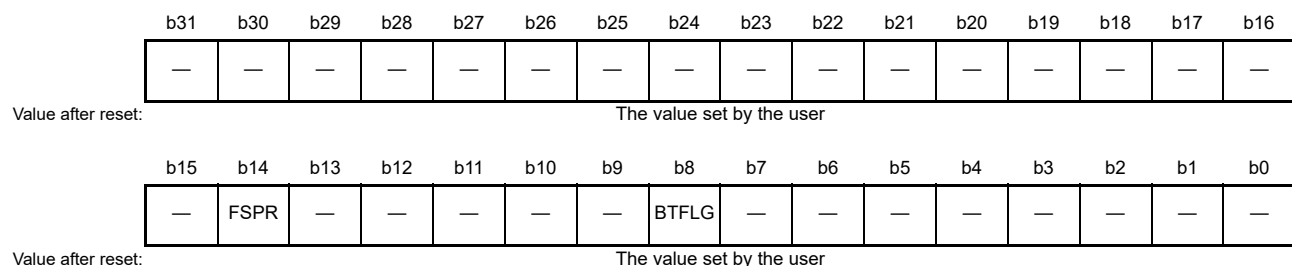 b31 b30 b29 b28 b27 b26 b25 b24 b23 b22 b21 b20 b19 b18 b17 b16
— — — — — — — — — — — — — — — —
Value after reset: The value set by the user
b15 b14 b13 b12 b11 b10 b9 b8 b7 b6 b5 b4 b3 b2 b1 b0
— FSPR — — — — — BTFLG — — — — — — — —
Value after reset: The value set by the user